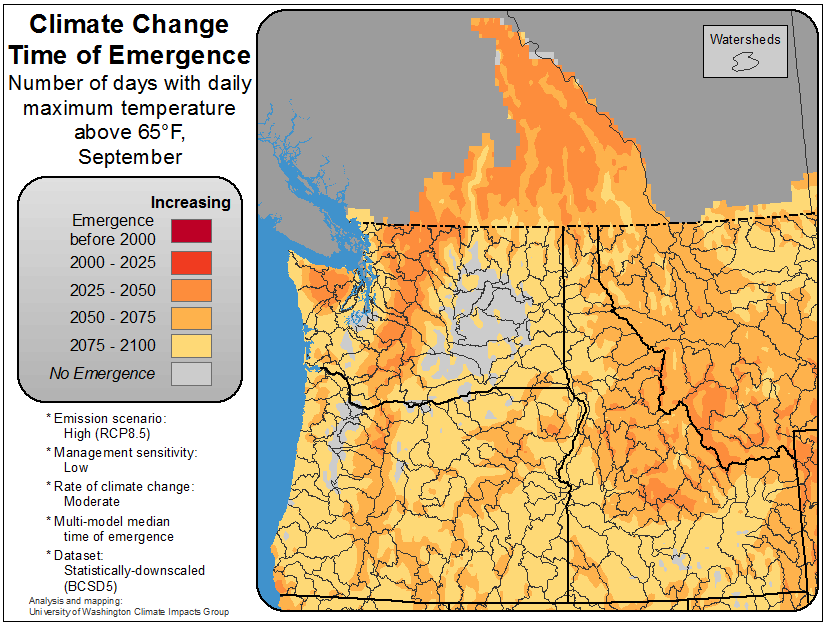 Climate Change
Time of Emergence
Number of days with daily
maximum temperature
above 65°F,
September
Increasing
Emergence
before 2000
2000 - 2025
2025 - 2050
2050 - 2075
2075 - 2100
No Emergence
* Emission scenario:
High (RCP8.5)
* Management sensitivity:
Low
* Rate of climate change:
Moderate
* Multi-model median
time of emergence
* Dataset:
Statistically-downscaled
(BCSD5)
Analysis and mapping:
University of Washington Climate Impacts Group
Watersheds